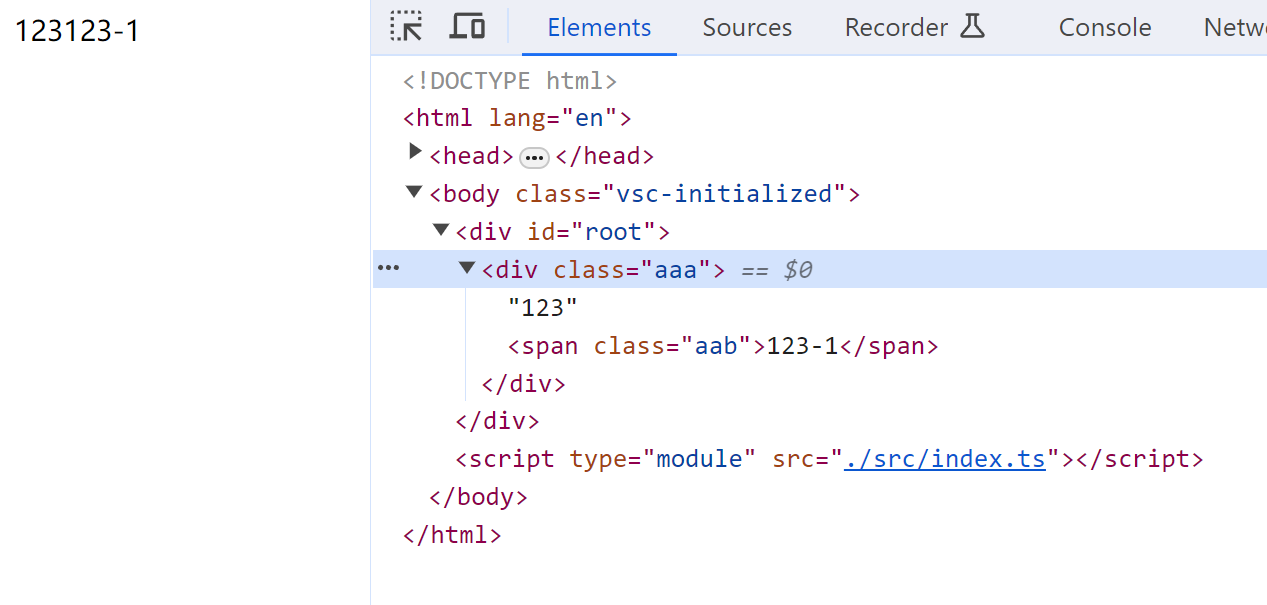 123123-1
Elements Sources Recorder Console Netw
<!DOCTYPE html>
<html lang="en">
<head>…</head>
<body class="vsc-initialized">
<div id="root">
… <div class="aaa"> == $0
"123"
<span class="aab">123-1</span>
</div>
</div>
<script type="module" src="./src/index.ts"></script>
</body>
</html>